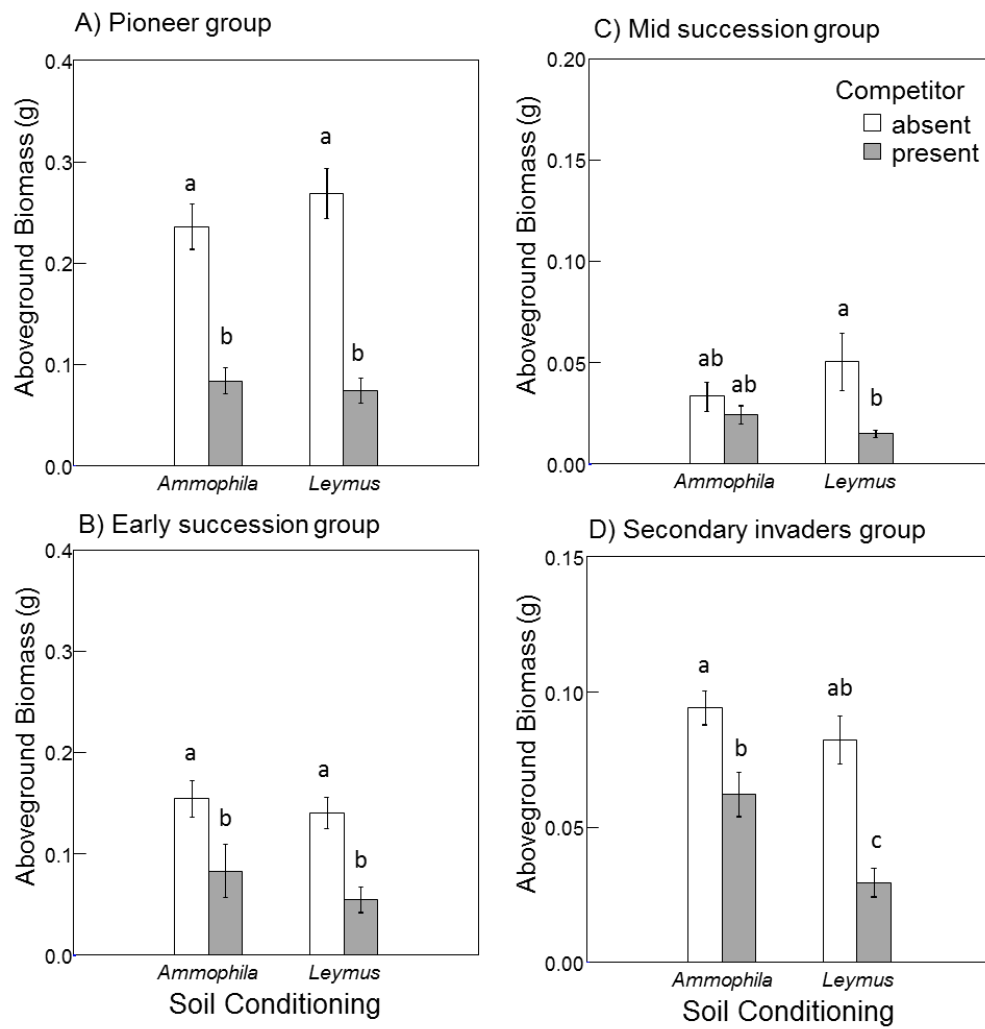 A) Pioneer group
Aboveground Biomass (g)
0.4
0.3
0.2
0.1
0.0
a
b
a
b
Ammophila
Leymus
B) Early succession group
Aboveground Biomass (g)
0.4
0.3
0.2
0.1
0.0
a
b
a
b
Ammophila
Leymus
Soil Conditioning
C) Mid succession group
Aboveground Biomass (g)
0.20
0.15
0.10
0.05
0.00
Competitor
absent
present
ab
ab
a
b
Ammophila
Leymus
D) Secondary invaders group
Aboveground Biomass (g)
0.15
0.10
0.05
0.00
a
b
ab
c
Ammophila
Leymus
Soil Conditioning